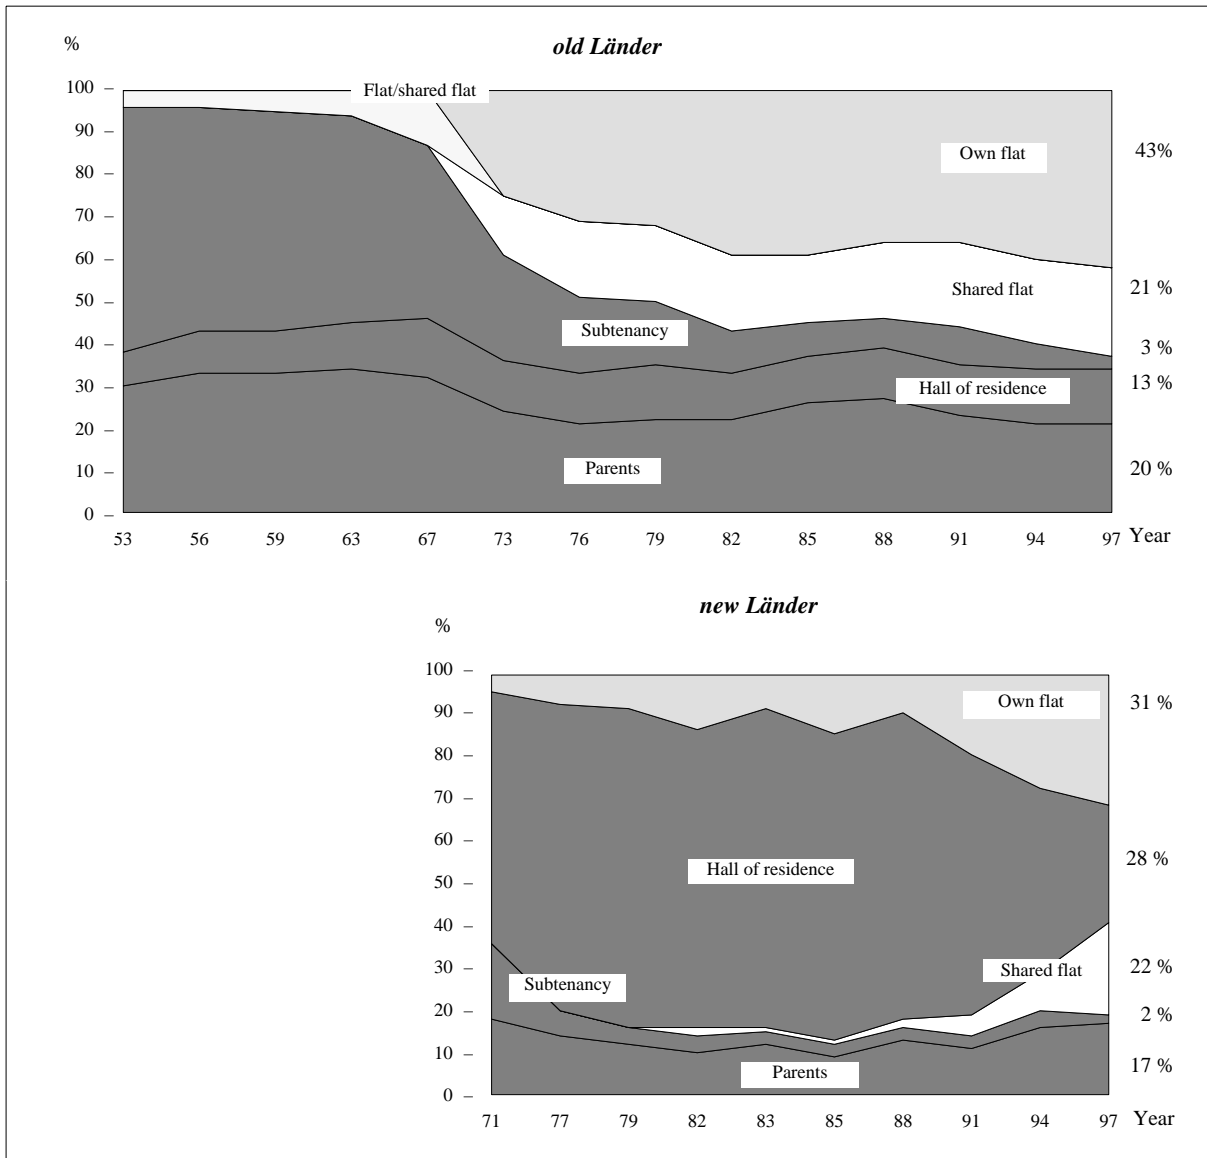 old Länder
%
100
Flat/shared flat
90
Own flat
43%
80
70
60
50
Shared flat
21 %
40
Subtenancy
3 %
30
Hall of residence
13 %
20
Parents
20 %
10
0
53 56 59 63 67 73 76 79 82 85 88 91 94 97 Year
new Länder
%
100
Own flat
31 %
90
80
70
60
50
Hall of residence
28 %
40
30
Subtenancy
Shared flat
22 %
20
2 %
10
Parents
17 %
0
71 77 79 82 83 85 88 91 94 97 Year